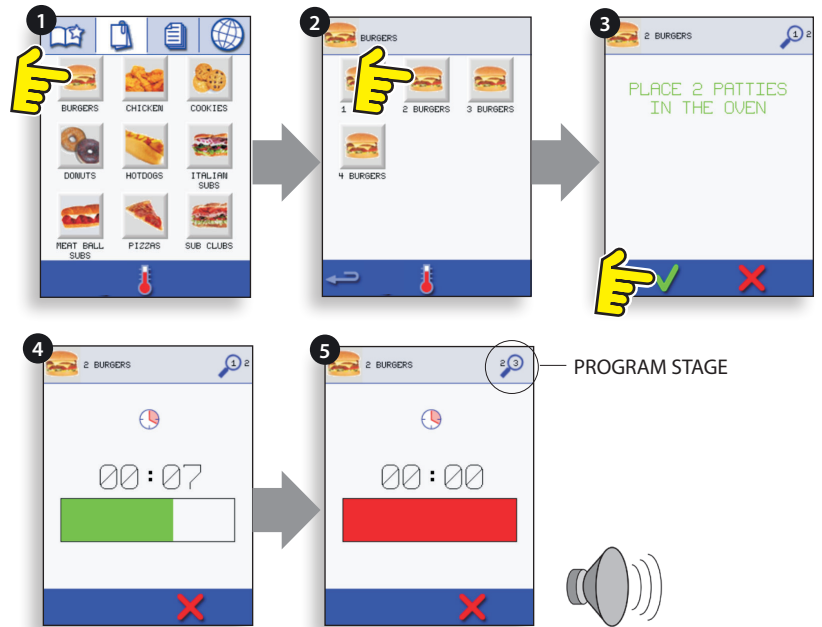 1
BURGERS
CHICKEN
COOKIES
DONUTS
HOTDOGS
ITALIAN
SUBS
MEAT BALL
SUBS
PIZZAS
SUB CLUBS
2
BURGERS
1
2 BURGERS
3 BURGERS
4 BURGERS
3
2 BURGERS
1 2
PLACE 2 PATTIES
IN THE OVEN
4
2 BURGERS
1 2
00:07
5
2 BURGERS
2 3
PROGRAM STAGE
00:00